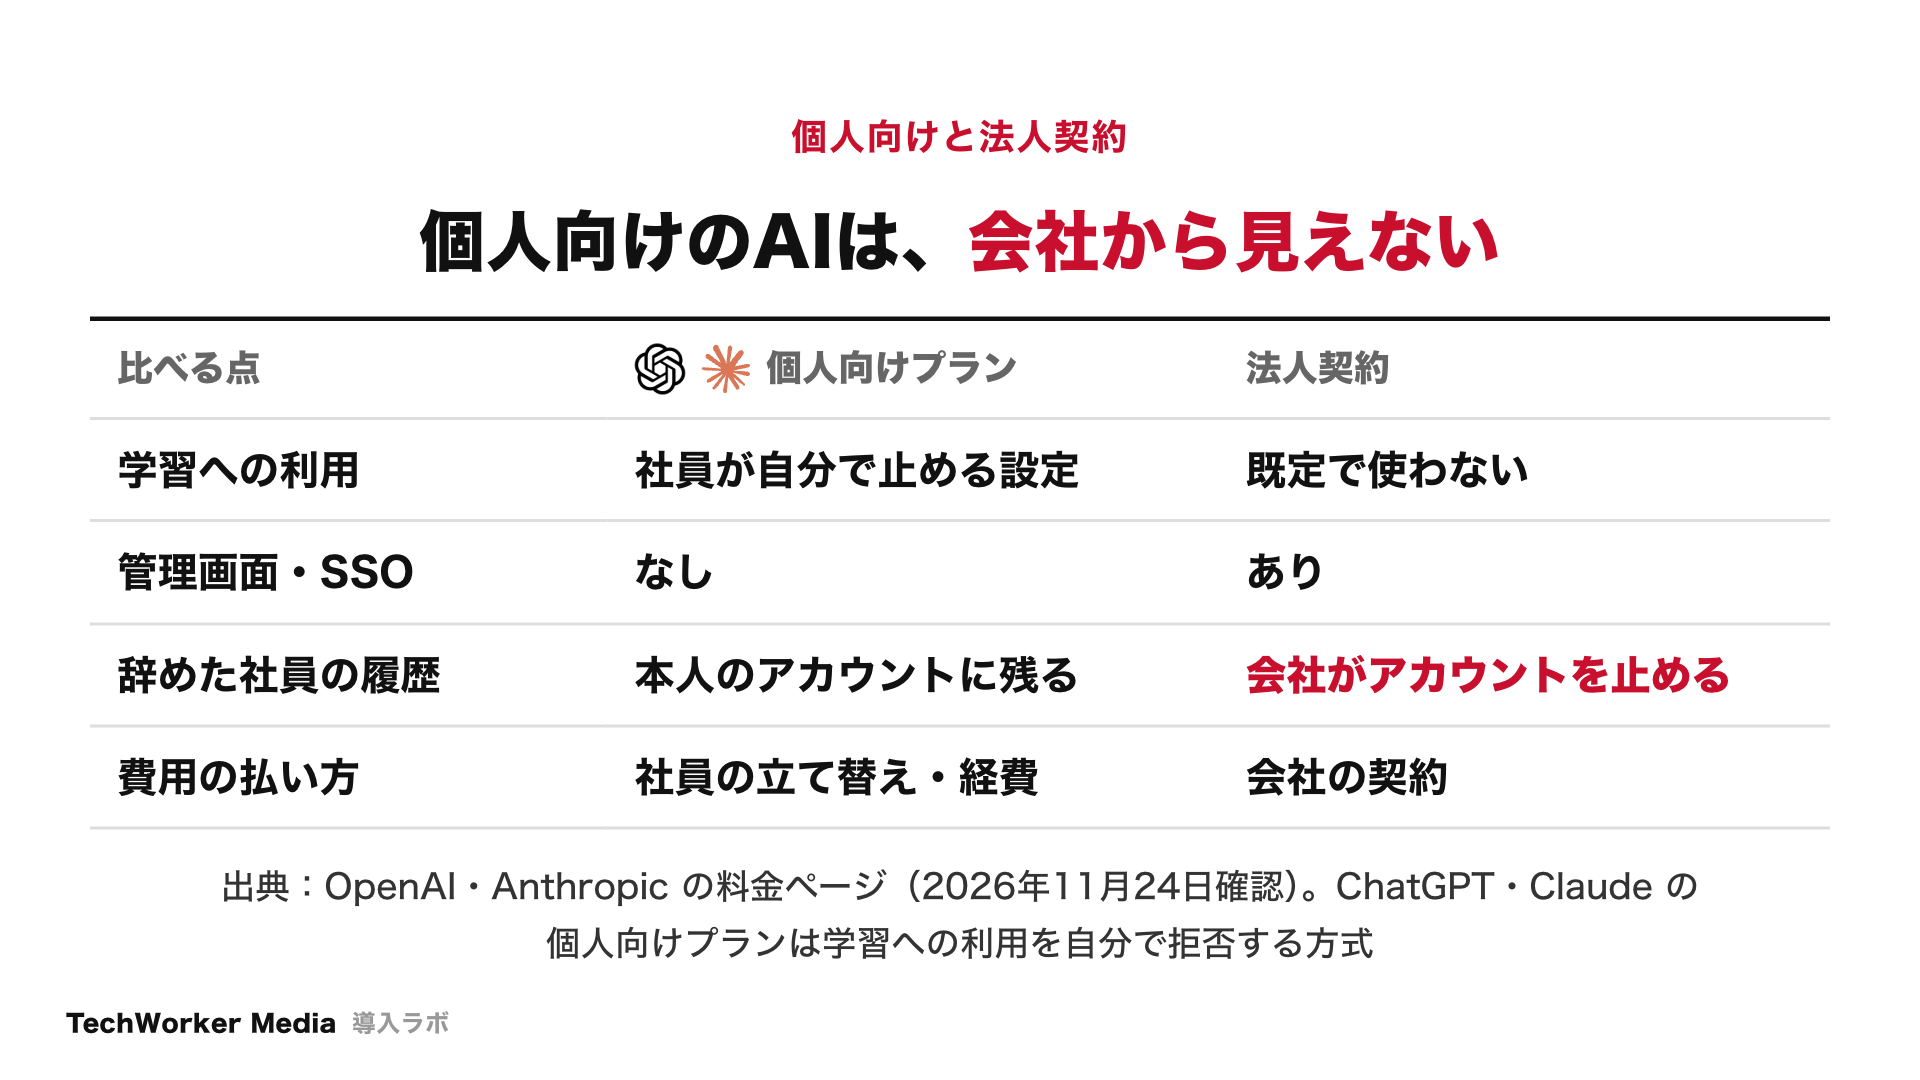 個人向けと法人契約
個人向けのAIは、会社から見えない
比べる点 個人向けプラン 法人契約
学習への利用 社員が自分で止める設定 既定で使わない
管理画面・SSO なし あり
辞めた社員の履歴 本人のアカウントに残る 会社がアカウントを止める
費用の払い方 社員の立て替え・経費 会社の契約
出典：OpenAI・Anthropic の料金ページ（2026年11月24日確認）。ChatGPT・Claude の
個人向けプランは学習への利用を自分で拒否する方式
TechWorker Media 導入ラボ